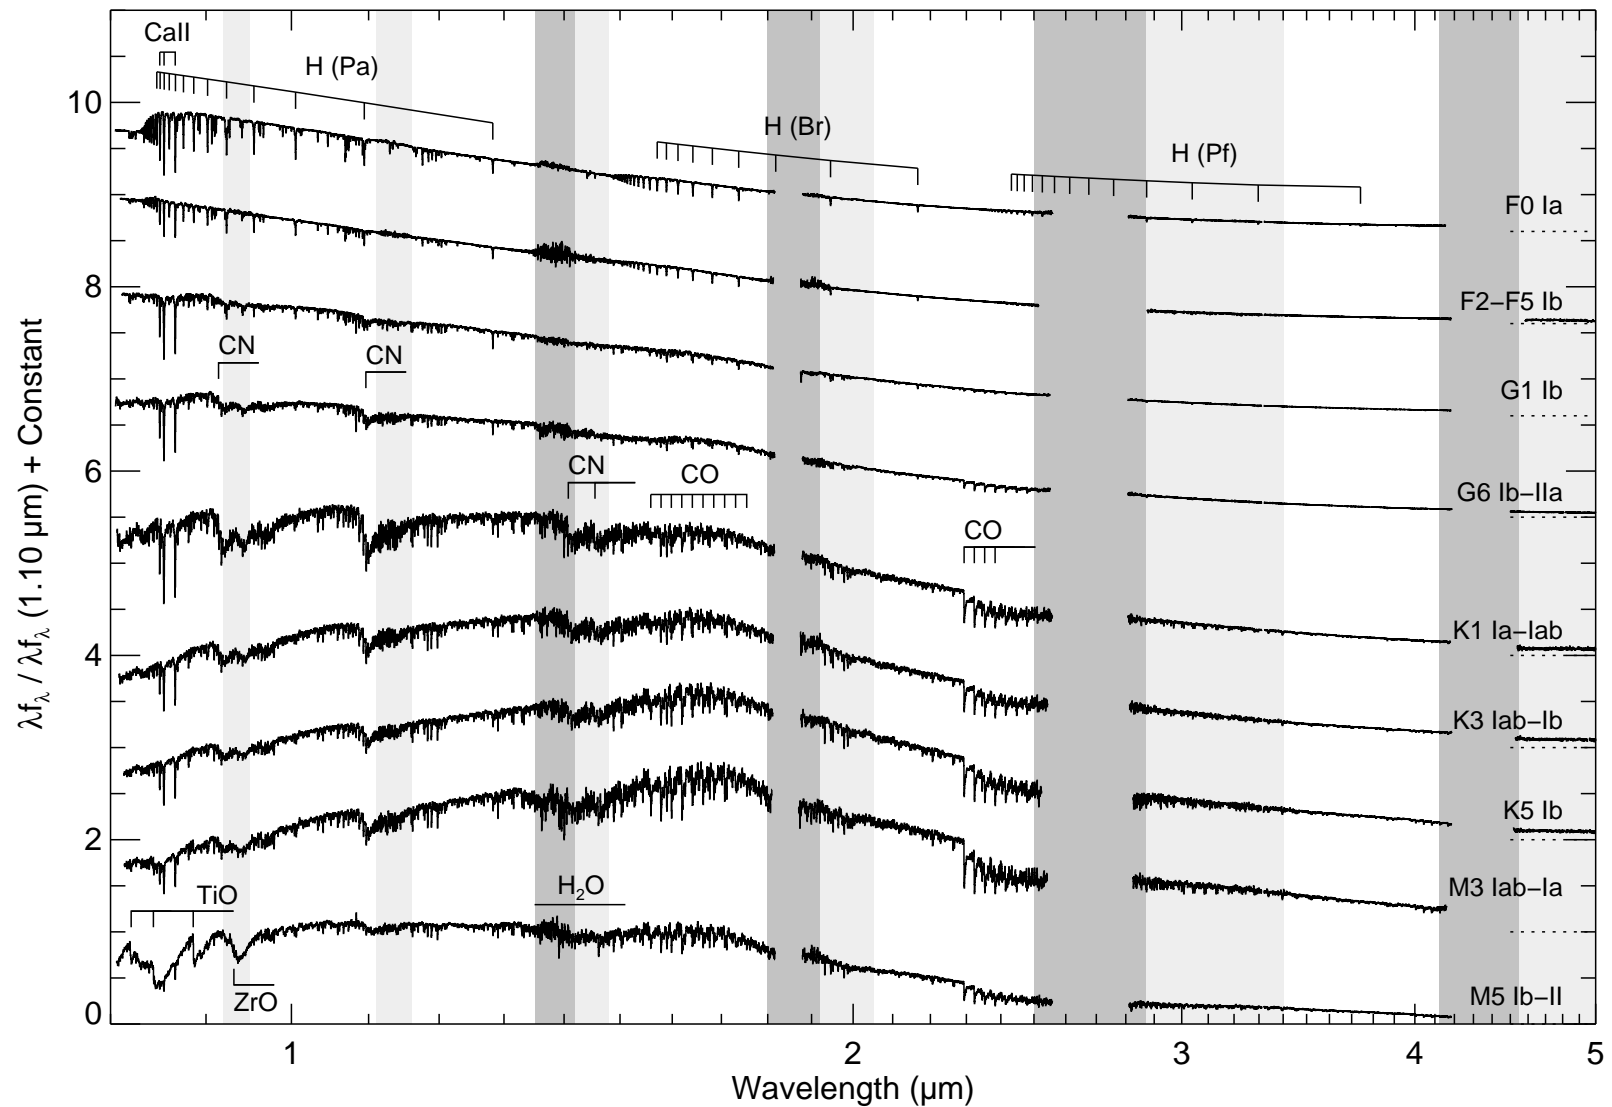 CaII
H (Pa)
10
H (Br)
H (Pf)
F0 Ia
8
F2−F5 Ib
CN
CN
G1 Ib
6
CN
CO
G6 Ib−IIa
CO
K1 Ia−Iab
4
K3 Iab−Ib
K5 Ib
2
TiO
H2O
M3 Iab−Ia
ZrO
M5 Ib−II
0
1
2
3
4
5
λfλ / λfλ (1.10 µm) + Constant
Wavelength (µm)